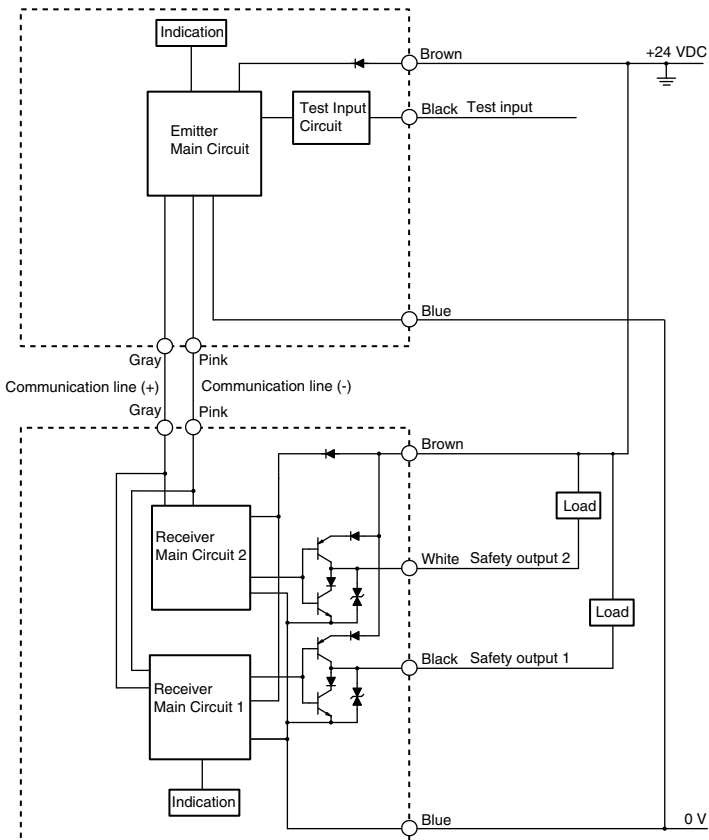 Indication
Brown
+24 VDC
Emitter
Main Circuit
Test Input
Circuit
Black Test input
Blue
Gray
Pink
Communication line (+)
Communication line (-)
Gray
Pink
Brown
Load
Receiver
Main Circuit 2
White Safety output 2
Load
Black Safety output 1
Receiver
Main Circuit 1
Indication
Blue
0 V